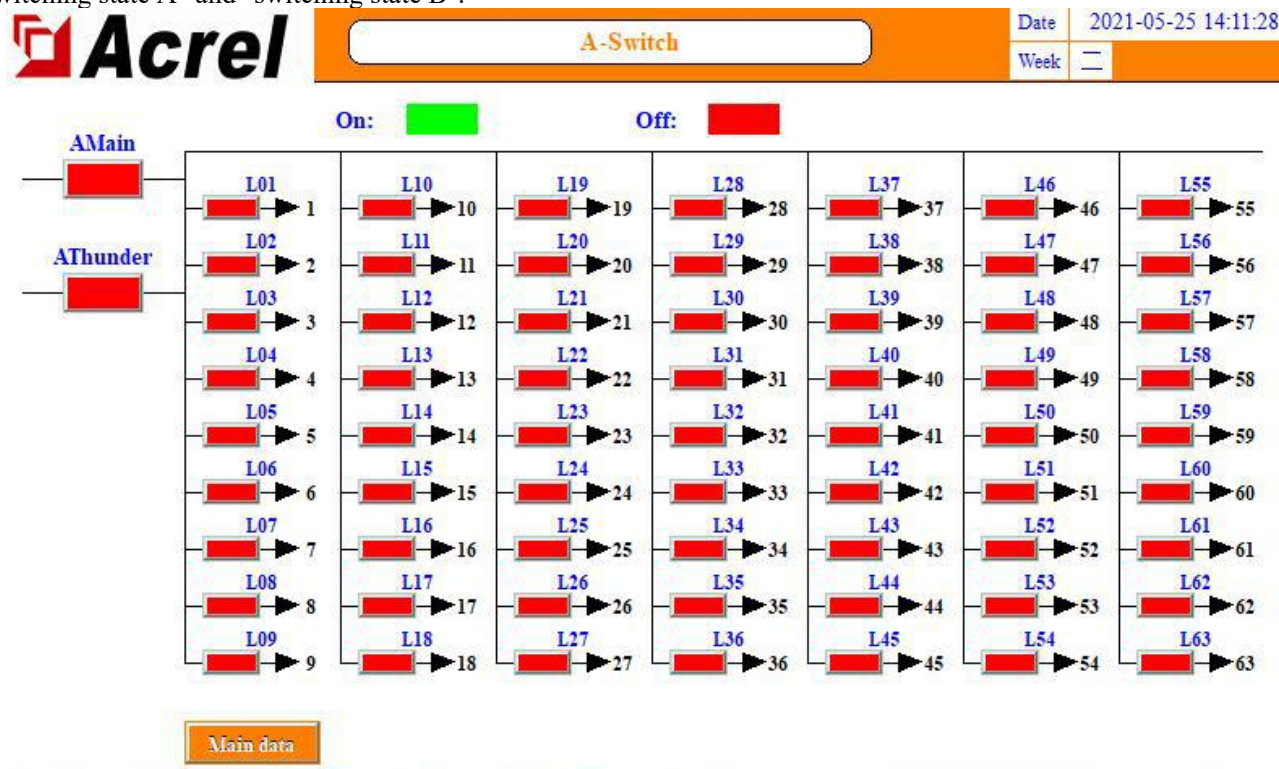 switching state A" and "switching state B".
Acrel
A-Switch
Date 2021-05-25 14:11:28
Week 二
On: Off:
AMain
AThunder
L01 L10 L19 L28 L37 L46 L55
1 10 19 28 37 46 55
L02 L11 L20 L29 L38 L47 L56
2 11 20 29 38 47 56
L03 L12 L21 L30 L39 L48 L57
3 12 21 30 39 48 57
L04 L13 L22 L31 L40 L49 L58
4 13 22 31 40 49 58
L05 L14 L23 L32 L41 L50 L59
5 14 23 32 41 50 59
L06 L15 L24 L33 L42 L51 L60
6 15 24 33 42 51 60
L07 L16 L25 L34 L43 L52 L61
7 16 25 34 43 52 61
L08 L17 L26 L35 L44 L53 L62
8 17 26 35 44 53 62
L09 L18 L27 L36 L45 L54 L63
9 18 27 36 45 54 63
Main data